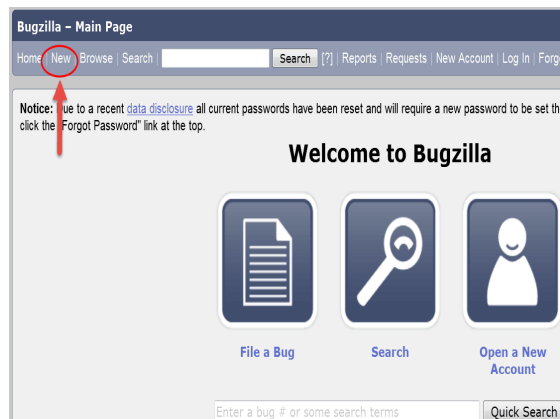 Bugzilla – Main Page
Home | New | Browse | Search | Search [?] | Reports | Requests | New Account | Log In | Forgo
Notice: ue to a recent data disclosure all current passwords have been reset and will require a new password to be set th
click the "Forgot Password" link at the top.
Welcome to Bugzilla
File a Bug
Search
Open a New
Account
Enter a bug # or some search terms
Quick Search